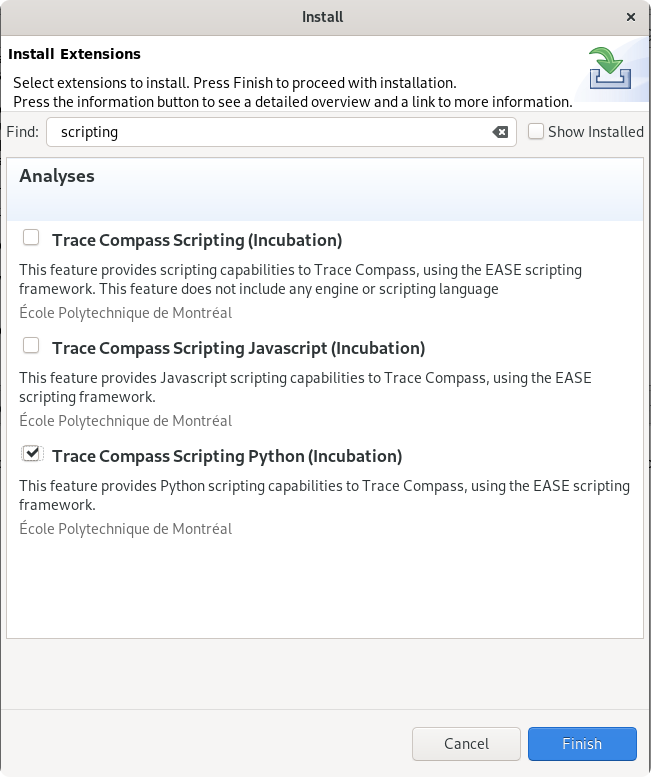 Install
Install Extensions
Select extensions to install. Press Finish to proceed with installation.
Press the information button to see a detailed overview and a link to more information.
Find: scripting Show Installed
Analyses
Trace Compass Scripting (Incubation)
This feature provides scripting capabilities to Trace Compass, using the EASE scripting
framework. This feature does not include any engine or scripting language
École Polytechnique de Montréal
Trace Compass Scripting Javascript (Incubation)
This feature provides Javascript scripting capabilities to Trace Compass, using the EASE
scripting framework.
École Polytechnique de Montréal
Trace Compass Scripting Python (Incubation)
This feature provides Python scripting capabilities to Trace Compass, using the EASE scripting
framework.
École Polytechnique de Montréal
Cancel Finish